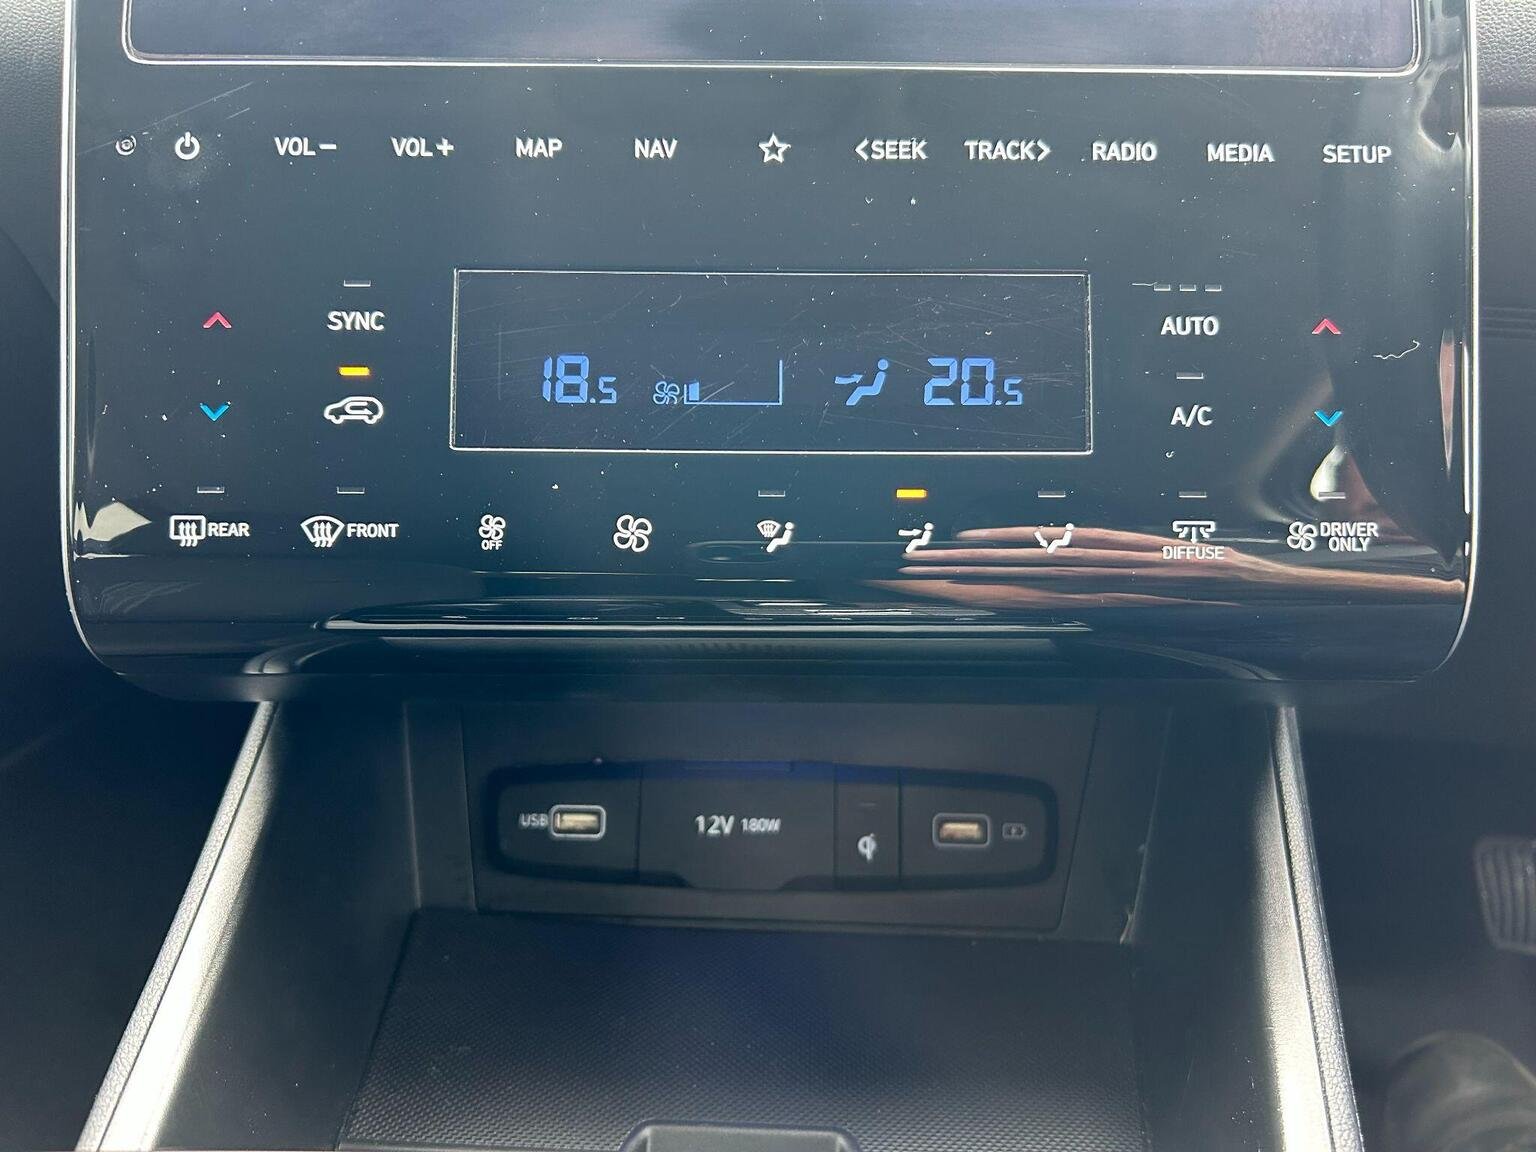 VOL− VOL+ MAP NAV <SEEK TRACK> RADIO MEDIA SETUP
SYNC
AUTO
18.5 20.5
A/C
REAR FRONT OFF DIFFUSE DRIVER
ONLY
USB 12V 180W